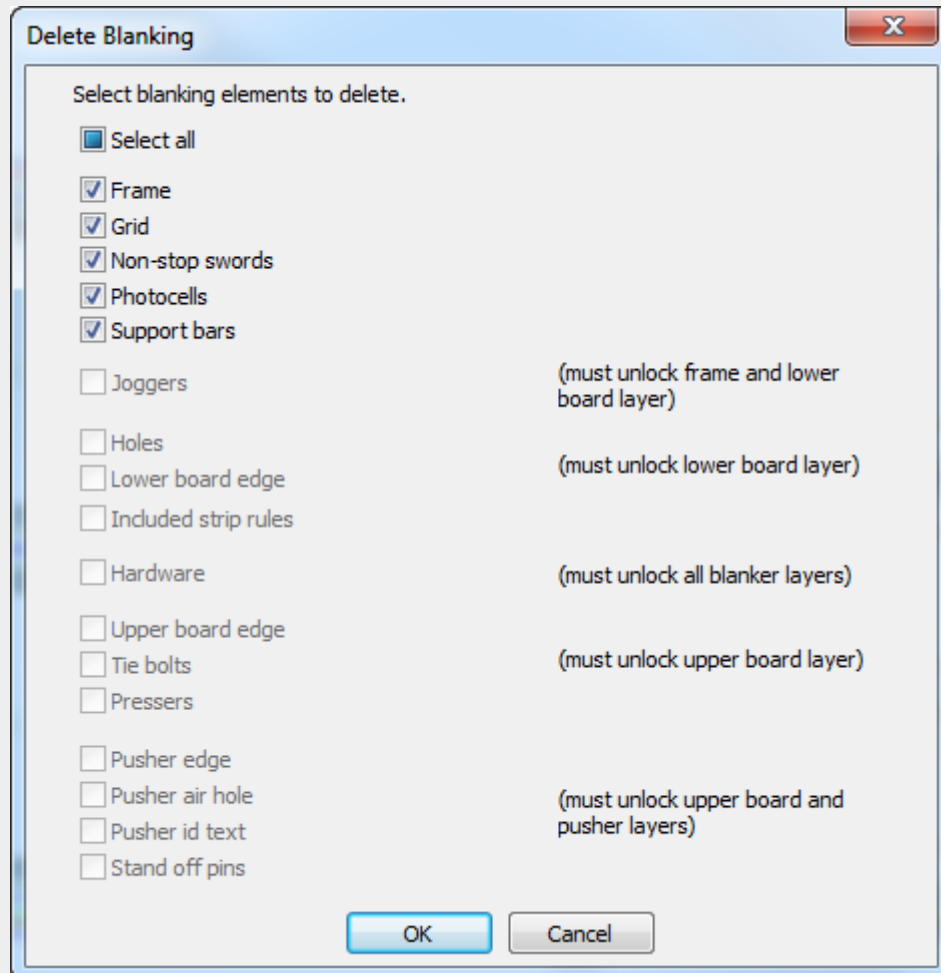 Delete Blanking
Select blanking elements to delete.
Select all
Frame
Grid
Non-stop swords
Photocells
Support bars
Joggers
(must unlock frame and lower
board layer)
Holes
Lower board edge
(must unlock lower board layer)
Included strip rules
Hardware
(must unlock all blanker layers)
Upper board edge
Tie bolts
(must unlock upper board layer)
Pressers
Pusher edge
Pusher air hole
(must unlock upper board and
pusher layers)
Pusher id text
Stand off pins
OK
Cancel